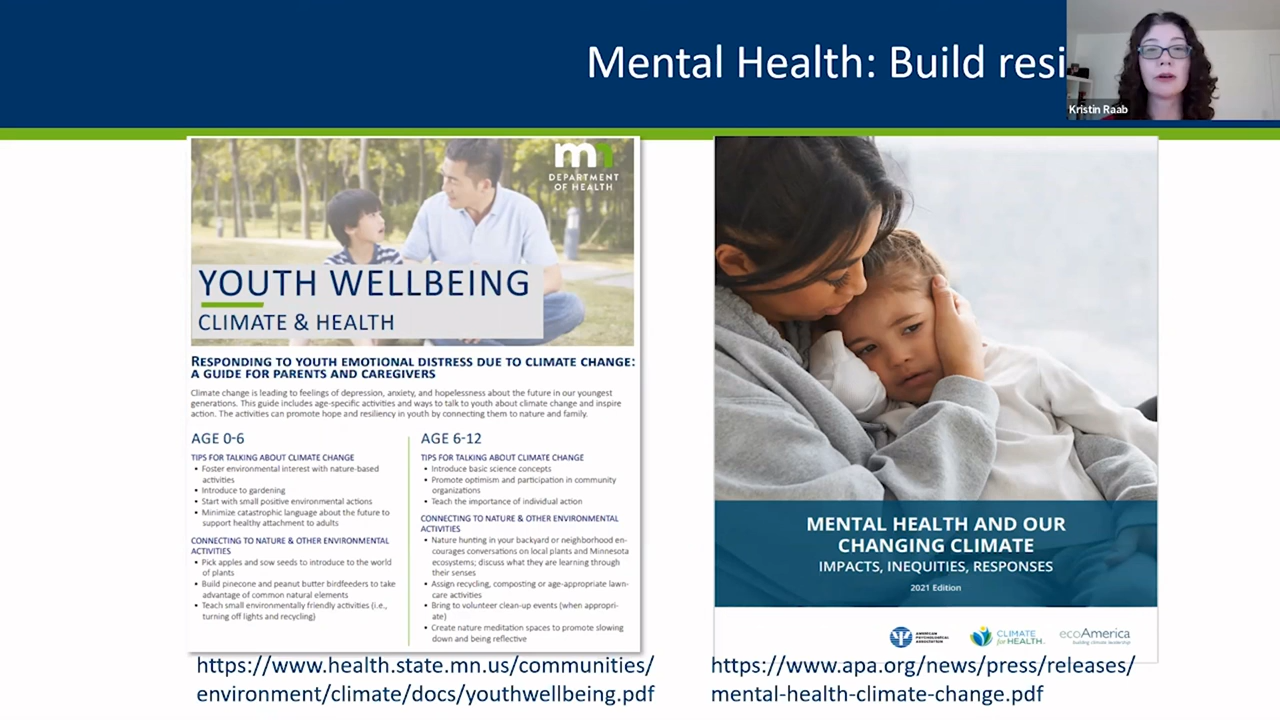 Mental Health: Build resi
Kristin Raab
mn
DEPARTMENT
OF HEALTH
YOUTH WELLBEING
CLIMATE & HEALTH
RESPONDING TO YOUTH EMOTIONAL DISTRESS DUE TO CLIMATE CHANGE:
A GUIDE FOR PARENTS AND CAREGIVERS
Climate change is leading to feelings of depression, anxiety, and hopelessness about the future in our youngest
generations. This guide includes age-specific activities and ways to talk to youth about climate change and inspire
action. The activities can promote hope and resiliency in youth by connecting them to nature and family.
AGE 0-6
TIPS FOR TALKING ABOUT CLIMATE CHANGE
• Foster environmental interest with nature-based
activities
• Introduce to gardening
• Start with small positive environmental actions
• Minimize catastrophic language about the future to
support healthy attachment to adults
CONNECTING TO NATURE & OTHER ENVIRONMENTAL
ACTIVITIES
• Pick apples and sow seeds to introduce to the world
of plants
• Build pinecone and peanut butter birdfeeders to take
advantage of common natural elements
• Teach small environmentally friendly activities (i.e.,
turning off lights and recycling)
AGE 6-12
TIPS FOR TALKING ABOUT CLIMATE CHANGE
• Introduce basic science concepts
• Promote optimism and participation in community
organizations
• Teach the importance of individual action
CONNECTING TO NATURE & OTHER ENVIRONMENTAL
ACTIVITIES
• Nature hunting in your backyard or neighborhood en-
courages conversations on local plants and Minnesota
ecosystems; discuss what they are learning through
their senses
• Assign recycling, composting or age-appropriate lawn-
care activities
• Bring to volunteer clean-up events (when appropri-
ate)
• Create nature meditation spaces to promote slowing
down and being reflective
https://www.health.state.mn.us/communities/
environment/climate/docs/youthwellbeing.pdf
MENTAL HEALTH AND OUR
CHANGING CLIMATE
IMPACTS, INEQUITIES, RESPONSES
2021 Edition
AMERICAN
PSYCHOLOGICAL
ASSOCIATION
CLIMATE
for HEALTH
ecoAmerica
building climate leadership
https://www.apa.org/news/press/releases/
mental-health-climate-change.pdf